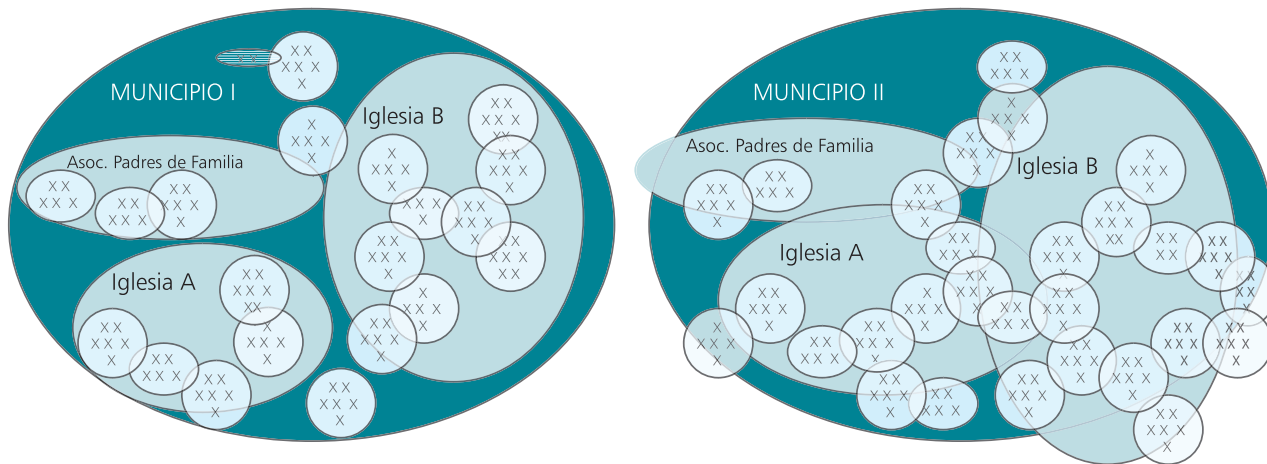 MUNICIPIO I
Iglesia B
Asoc. Padres de Familia
Iglesia A
MUNICIPIO II
Asoc. Padres de Familia
Iglesia B
Iglesia A